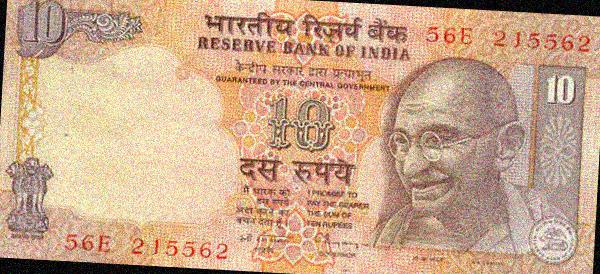 10
भारतीय रिज़र्व बैंक
56E 215562
RESERVE BANK OF INDIA
केन्द्रीय सरकार द्वारा प्रत्याभूत
GUARANTEED BY THE CENTRAL GOVERNMENT
10
10
दस रुपये
मैं धारक को
दस रुपये
अदा करने का
वचन देता हूँ
I PROMISE TO
PAY THE BEARER
THE SUM OF
TEN RUPEES
56E 215562